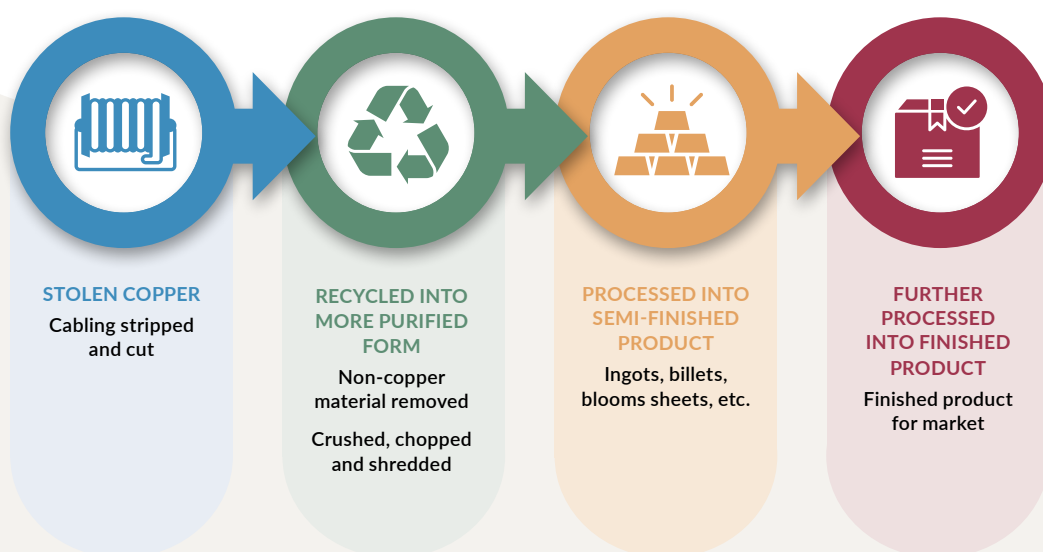 STOLEN COPPER
Cabling stripped
and cut
RECYCLED INTO
MORE PURIFIED
FORM
Non-copper
material removed
Crushed, chopped
and shredded
PROCESSED INTO
SEMI-FINISHED
PRODUCT
Ingots, billets,
blooms sheets, etc.
FURTHER
PROCESSED
INTO FINISHED
PRODUCT
Finished product
for market